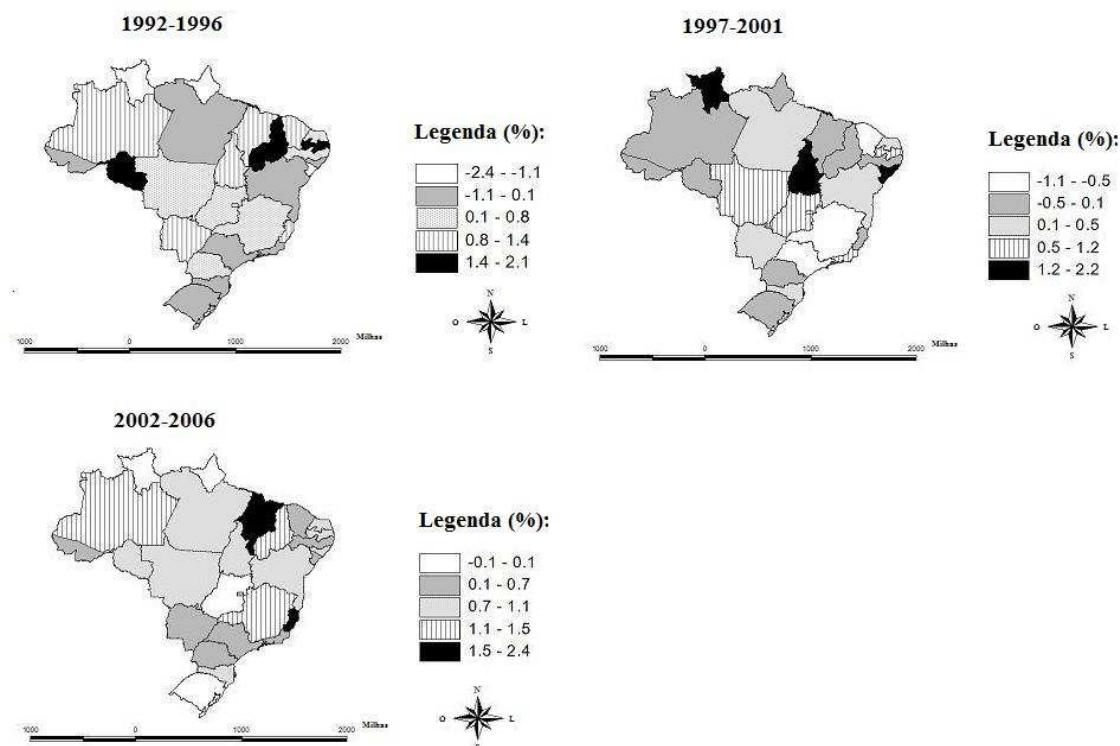 1992-1996
Legenda (%):
-2.4 - -1.1
-1.1 - 0.1
0.1 - 0.8
0.8 - 1.4
1.4 - 2.1
N
O L
S
1000 0 1000 2000 Milhas
1997-2001
Legenda (%):
-1.1 - -0.5
-0.5 - 0.1
0.1 - 0.5
0.5 - 1.2
1.2 - 2.2
N
O L
S
1000 0 1000 2000 Milhas
2002-2006
Legenda (%):
-0.1 - 0.1
0.1 - 0.7
0.7 - 1.1
1.1 - 1.5
1.5 - 2.4
N
O L
S
1000 0 1000 2000 Milhas